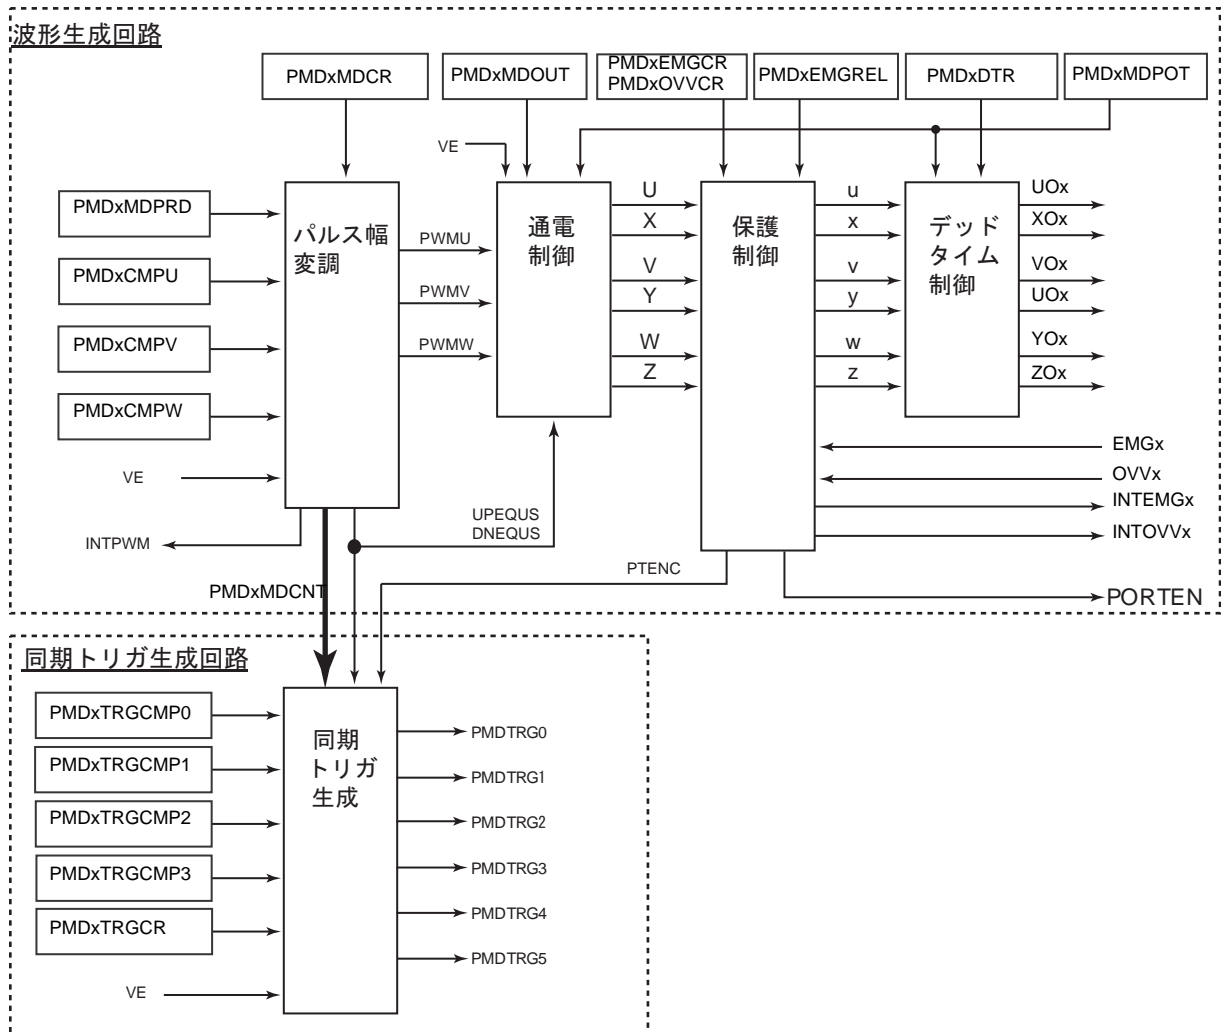 波形生成回路
PMDxMDCR
PMDxMDOUT
PMDxEMGCR
PMDxOVVCR
PMDxEMGREL
PMDxDTR
PMDxMDPOT
VE
PMDxMDPRD
PMDxCMPU
PMDxCMPV
PMDxCMPW
VE
INTPWM
パルス幅
変調
PWMU
PWMV
PWMW
通電
制御
U
X
V
Y
W
Z
保護
制御
u
x
v
y
w
z
デッド
タイム
制御
UOx
XOx
VOx
UOx
YOx
ZOx
EMGx
OVVx
INTEMGx
INTOVVx
UPEQUS
DNEQUS
PTENC
PMDxMDCNT
PORTEN
同期トリガ生成回路
PMDxTRGCMP0
PMDxTRGCMP1
PMDxTRGCMP2
PMDxTRGCMP3
PMDxTRGCR
VE
同期
トリガ
生成
PMDTRG0
PMDTRG1
PMDTRG2
PMDTRG3
PMDTRG4
PMDTRG5